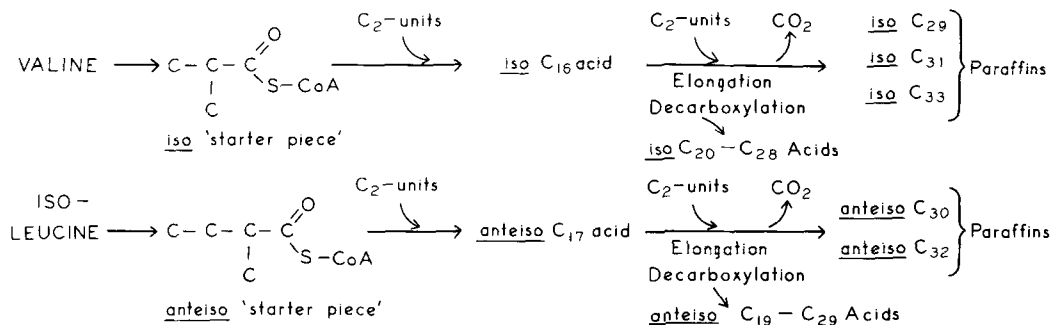 C₂-units C₂-units CO₂ iso C₂₉
VALINE C-C-C O S-CoA iso C₁₆ acid iso C₃₁ Paraffins
C Elongation iso C₃₃
Decarboxylation
iso 'starter piece' iso C₂₀-C₂₈ Acids
C₂-units C₂-units CO₂
ISO- anteiso C₃₀
LEUCINE C-C-C-C O S-CoA anteiso C₁₇ acid anteiso C₃₂ Paraffins
C Elongation
Decarboxylation
anteiso 'starter piece' anteiso C₁₉-C₂₉ Acids